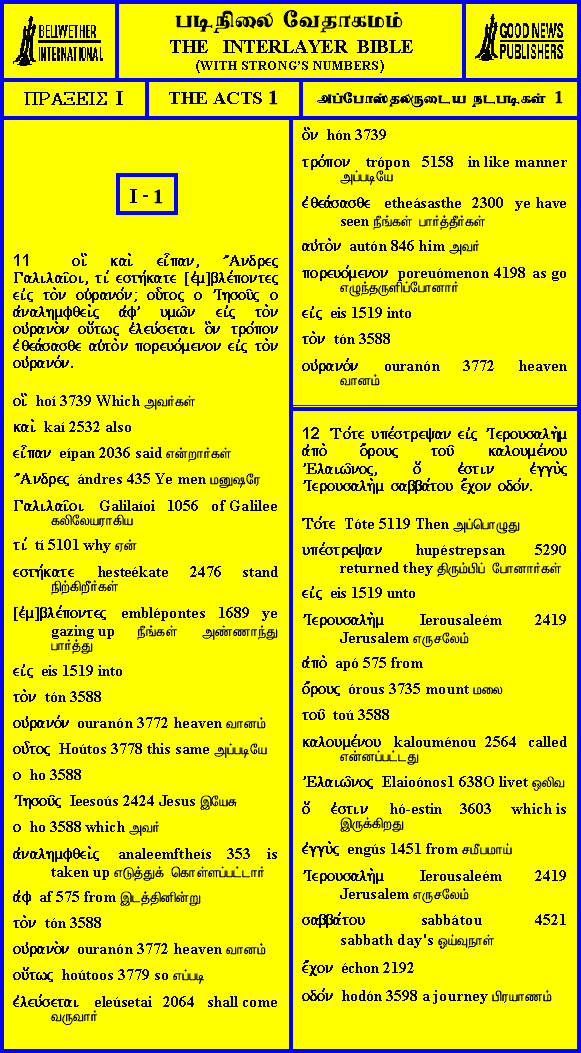 BELLWETHER
INTERNATIONAL
படிநிலை வேதாகமம்
THE INTERLAYER BIBLE
(WITH STRONG'S NUMBERS)
GOOD NEWS
PUBLISHERS
ΠΡΑΞΕΙΣ I
THE ACTS 1
அப்போஸ்தலருடைய நடபடிகள் 1
I - 1
11 οἳ καὶ εἶπαν, Ἄνδρες
Γαλιλαῖοι, τί εστήκατε [ἐμ]βλέποντες
εἰς τὸν οὐρανόν; οὗτος ο Ἰησοῦς ο
ἀναλημφθεὶς ἀφ' υμῶν εἰς τὸν
οὐρανὸν οὕτως ἐλεύσεται ὃν τρόπον
ἐθεάσασθε αὐτὸν πορευόμενον εἰς τὸν
οὐρανόν.
οἳ hoí 3739 Which அவர்கள்
καὶ kaí 2532 also
εἶπαν eípan 2036 said என்றார்கள்
Ἄνδρες ándres 435 Ye men மனுஷரே
Γαλιλαῖοι Galilaíoi 1056 of Galilee
கலிலேயராகிய
τί tí 5101 why ஏன்
εστήκατε hesteékate 2476 stand
நிற்கிறீர்கள்
[ἐμ]βλέποντες emblépontes 1689 ye
gazing up நீங்கள் அண்ணாந்து
பார்த்து
εἰς eis 1519 into
τὸν tón 3588
οὐρανόν ouranón 3772 heaven வானம்
οὗτος Hoútos 3778 this same அப்படியே
ο ho 3588
Ἰησοῦς Ieesoús 2424 Jesus இயேசு
ο ho 3588 which அவர்
ἀναλημφθεὶς analeemftheís 353 is
taken up எடுத்துக் கொள்ளப்பட்டார்
ἀφ af 575 from இடத்தினின்று
τὸν tón 3588
οὐρανὸν ouranón 3772 heaven வானம்
οὕτως hoútoos 3779 so எப்படி
ἐλεύσεται eleúsetai 2064 shall come
வருவார்
ὃν hón 3739
τρόπον trópon 5158 in like manner
அப்படியே
ἐθεάσασθε etheásasthe 2300 ye have
seen நீங்கள் பார்த்தீர்கள்
αὐτὸν autón 846 him அவர்
πορευόμενον poreuómenon 4198 as go
எழுந்தருளிப்போனார்
εἰς eis 1519 into
τὸν tón 3588
οὐρανόν ouranón 3772 heaven
வானம்
12 Τότε υπέστρεψαν εἰς Ἰερουσαλὴμ
ἀπὸ ὄρους τοῦ καλουμένου
Ἐλαιῶνος, ὅ ἐστιν ἐγγὺς
Ἰερουσαλὴμ σαββάτου ἔχον οδόν.
Τότε Tóte 5119 Then அப்பொழுது
υπέστρεψαν hupéstrepsan 5290
returned they திரும்பிப் போனார்கள்
εἰς eis 1519 unto
Ἰερουσαλὴμ Ierousaleém 2419
Jerusalem எருசலேம்
ἀπὸ apó 575 from
ὄρους órous 3735 mount மலை
τοῦ toú 3588
καλουμένου kalouménou 2564 called
என்னப்பட்டது
Ἐλαιῶνος Elaioónos1 638O livet ஒலிவ
ὅ ἐστιν hó-estin 3603 which is
இருக்கிறது
ἐγγὺς engús 1451 from சமீபமாய்
Ἰερουσαλὴμ Ierousaleém 2419
Jerusalem எருசலேம்
σαββάτου sabbátou 4521
sabbath day's ஓய்வுநாள்
ἔχον échon 2192
οδόν hodón 3598 a journey பிரயாணம்